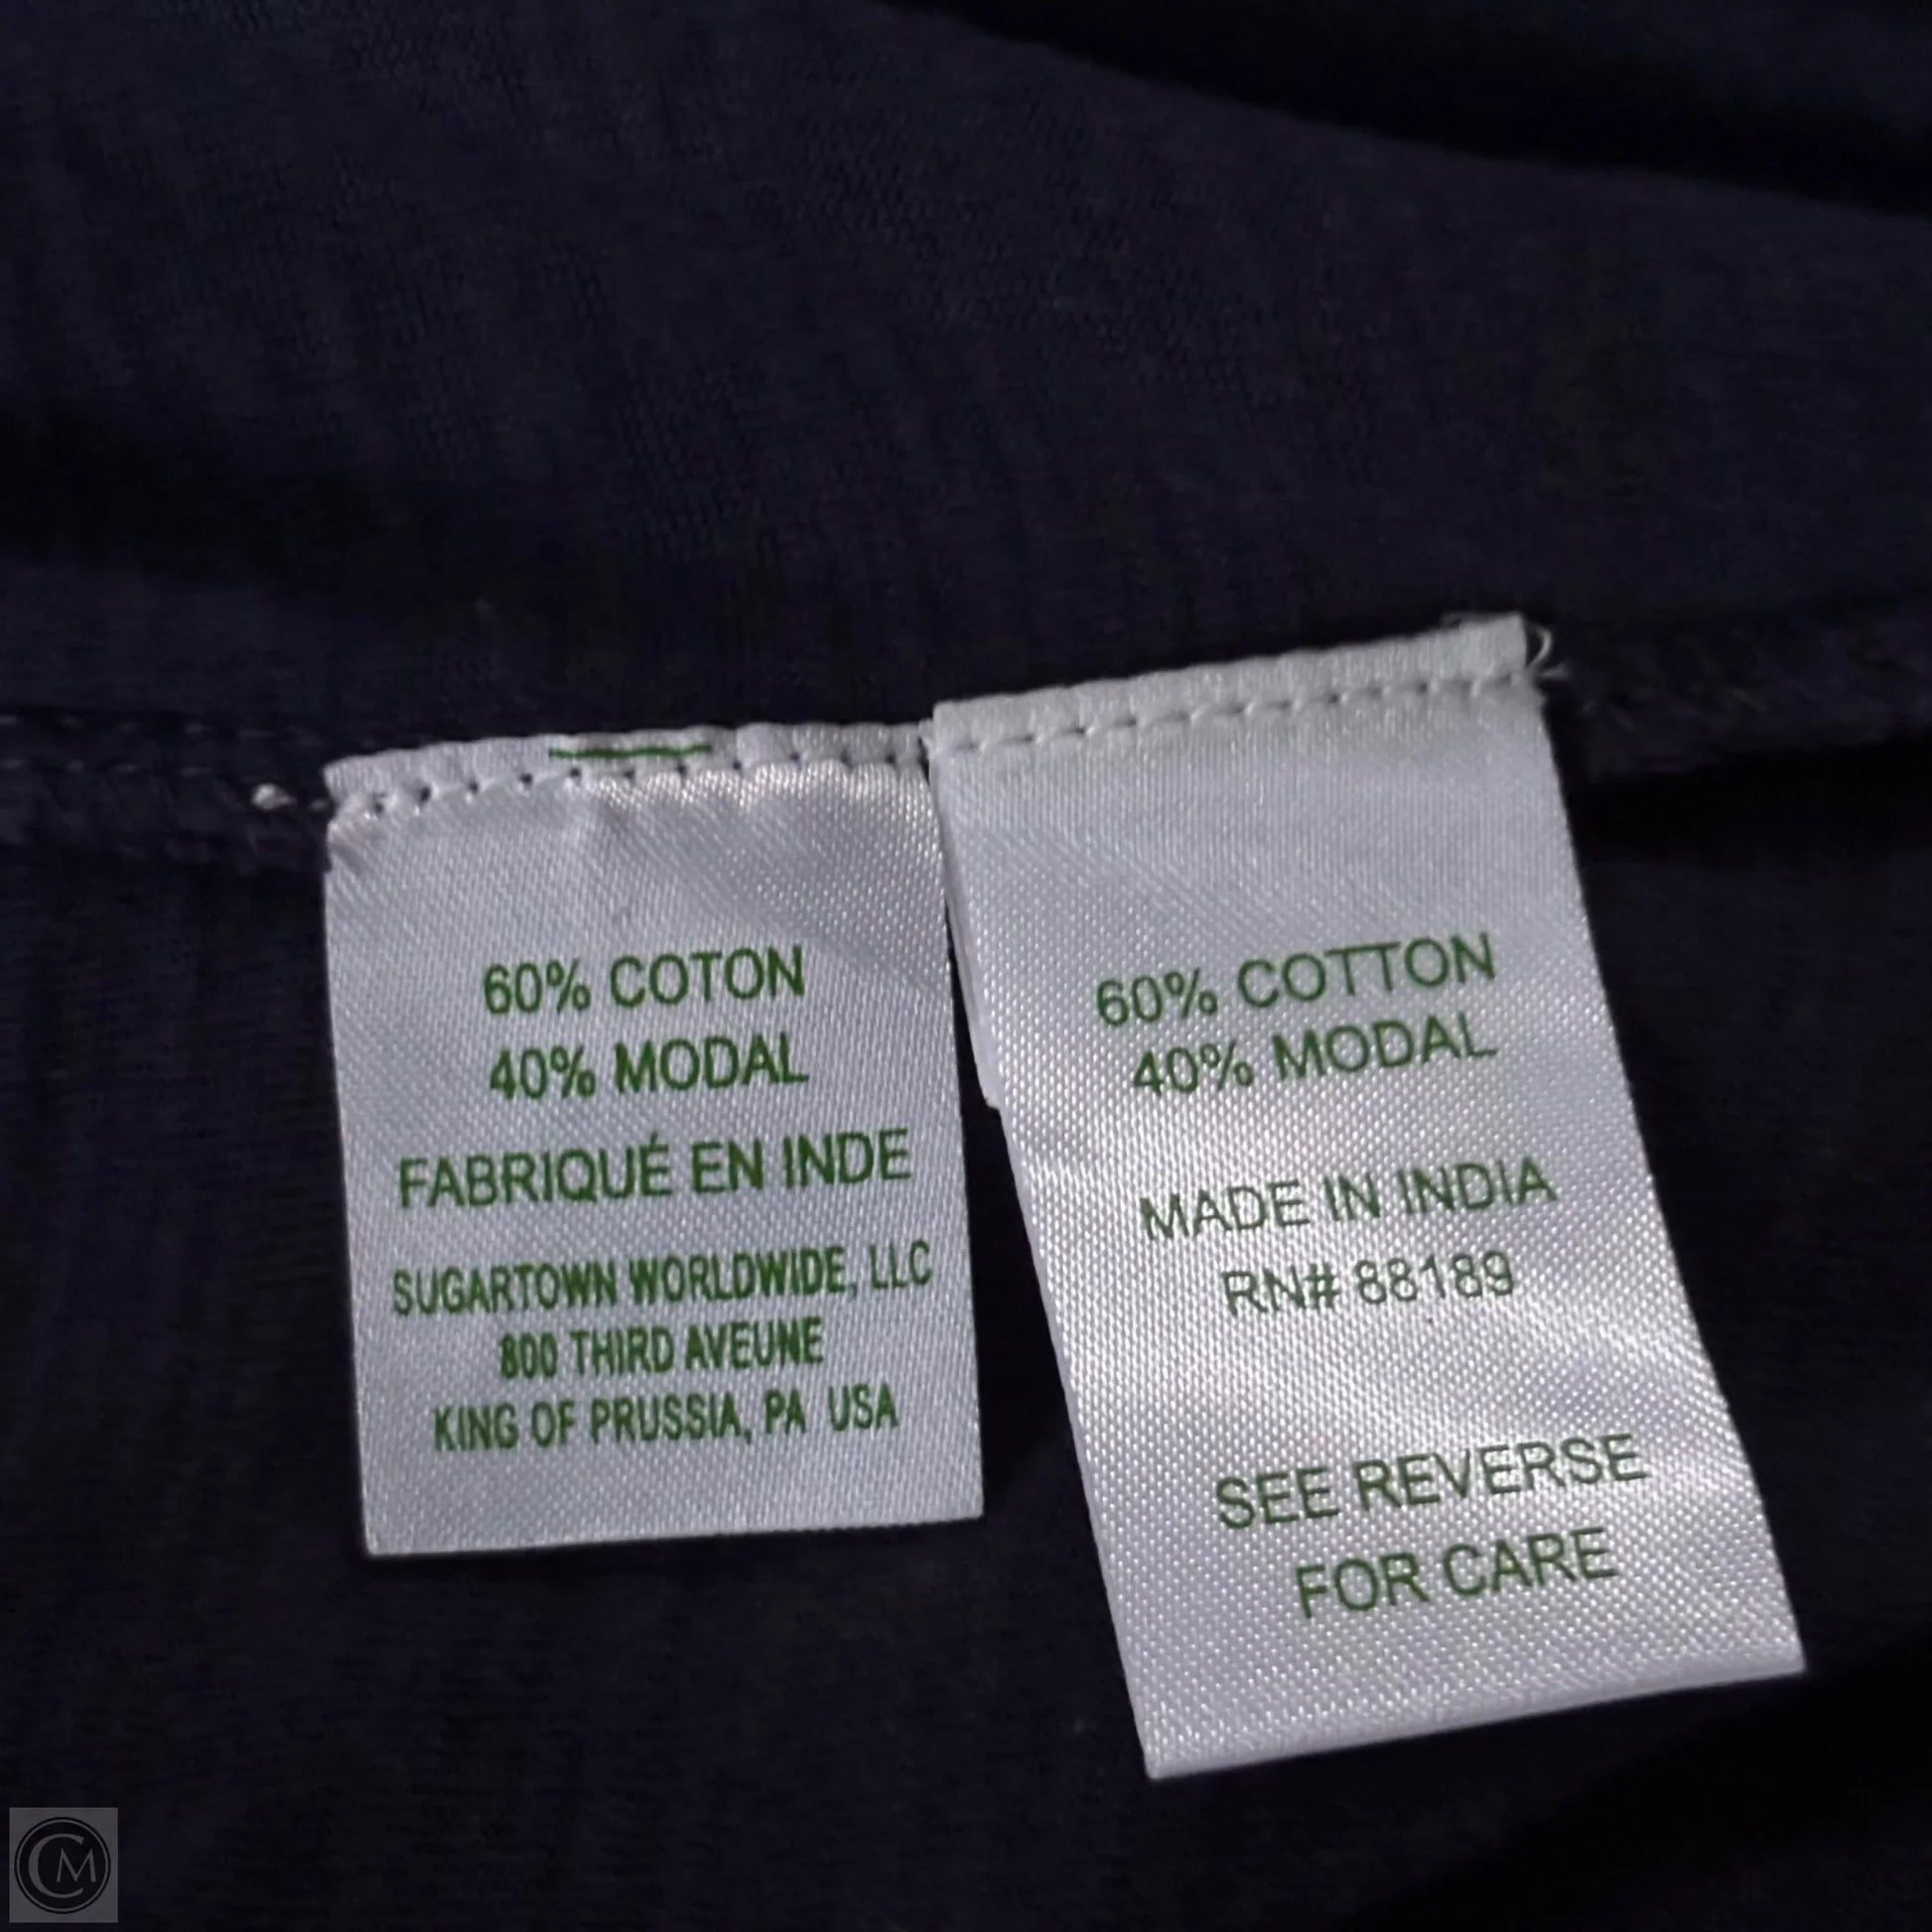 60% COTON
40% MODAL
FABRIQUÉ EN INDE
SUGARTOWN WORLDWIDE, LLC
800 THIRD AVEUNE
KING OF PRUSSIA, PA USA
60% COTTON
40% MODAL
MADE IN INDIA
RN# 88189
SEE REVERSE
FOR CARE
CM